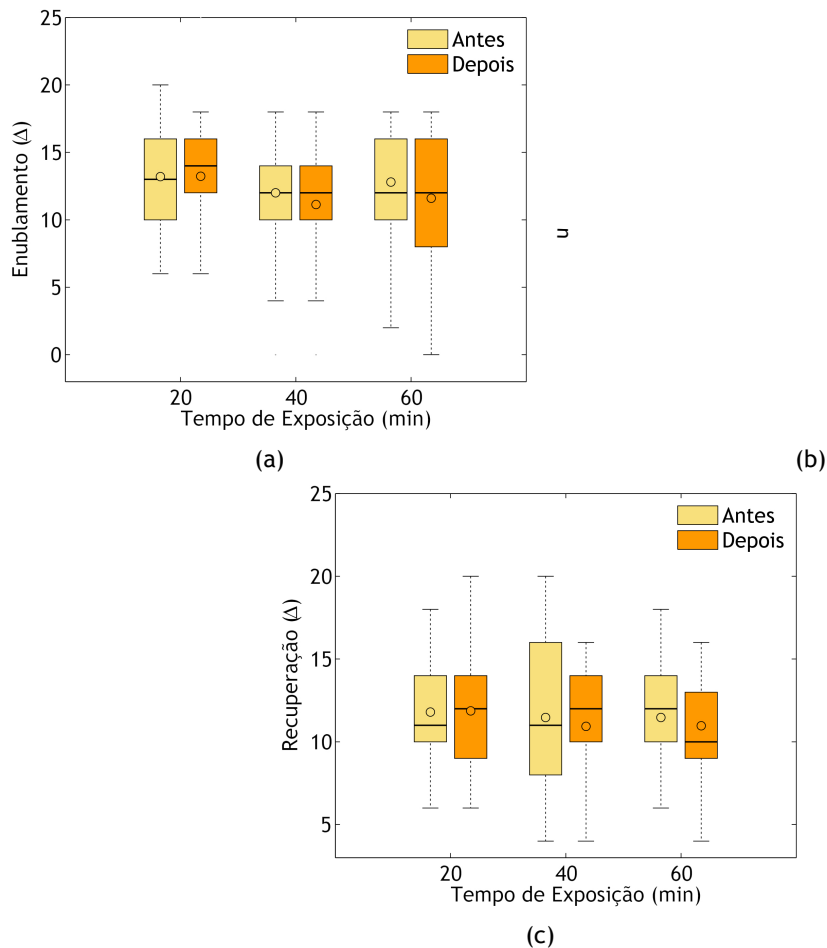 25
Antes
Depois
20
15
10
5
0
Enublamento (Δ)
20 40 60
Tempo de Exposição (min)
n
(a) (b)
25
Antes
Depois
20
15
10
5
Recuperação (Δ)
20 40 60
Tempo de Exposição (min)
(c)